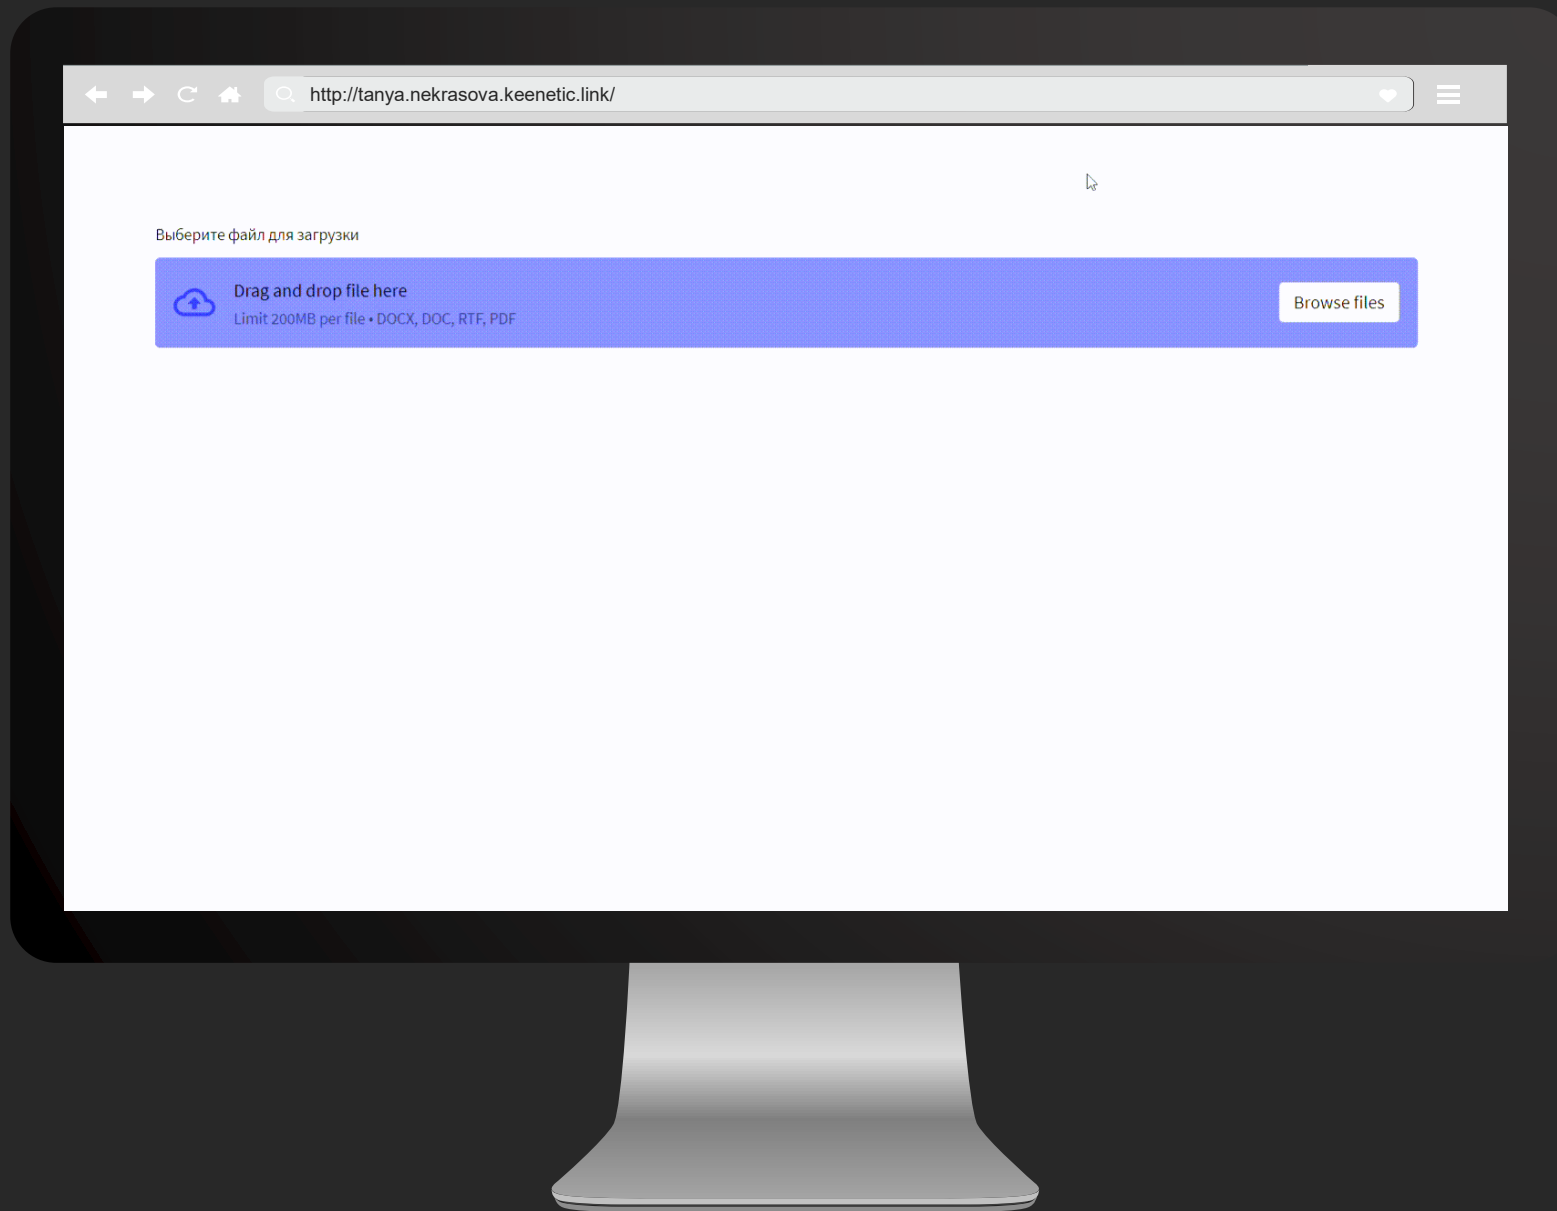 http://tanya.nekrasova.keenetic.link/
Выберите файл для загрузки
Drag and drop file here
Limit 200MB per file • DOCX, DOC, RTF, PDF
Browse files